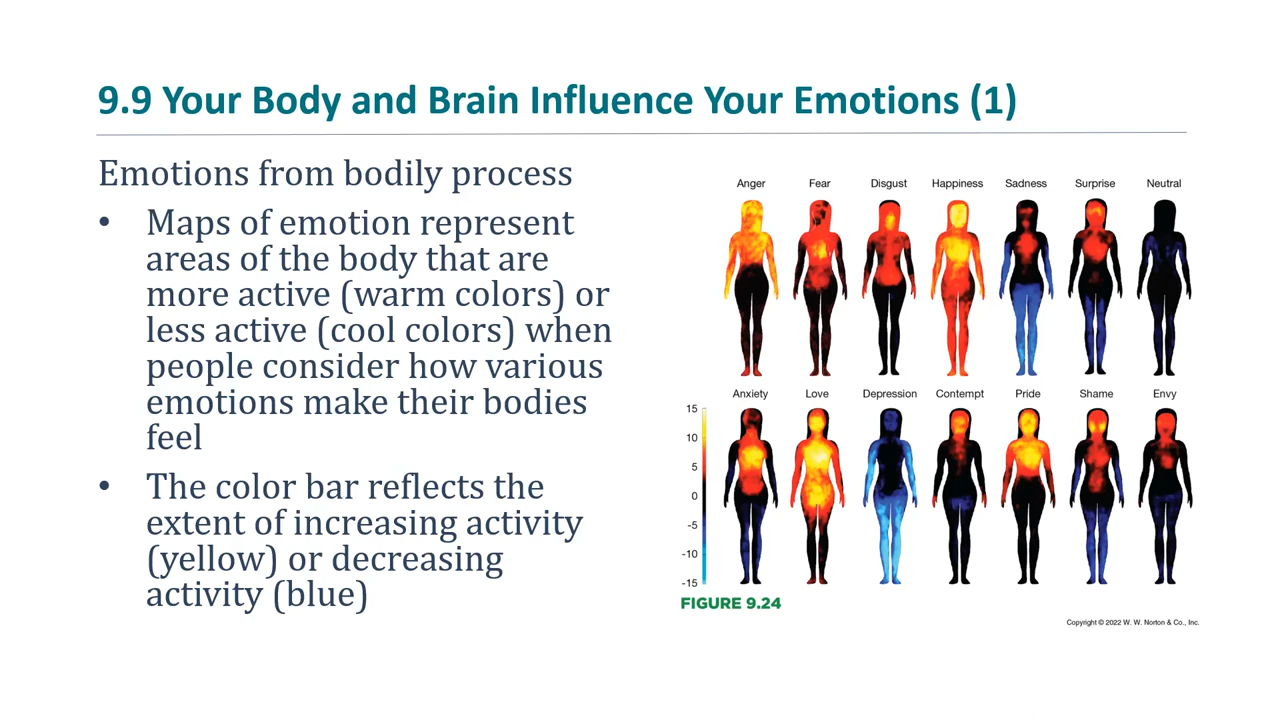 9.9 Your Body and Brain Influence Your Emotions (1)
Emotions from bodily process
• Maps of emotion represent
areas of the body that are
more active (warm colors) or
less active (cool colors) when
people consider how various
emotions make their bodies
feel
• The color bar reflects the
extent of increasing activity
(yellow) or decreasing
activity (blue)
Anger Fear Disgust Happiness Sadness Surprise Neutral
Anxiety Love Depression Contempt Pride Shame Envy
15
10
5
0
-5
-10
-15
FIGURE 9.24
Copyright © 2022 W. W. Norton & Co., Inc.